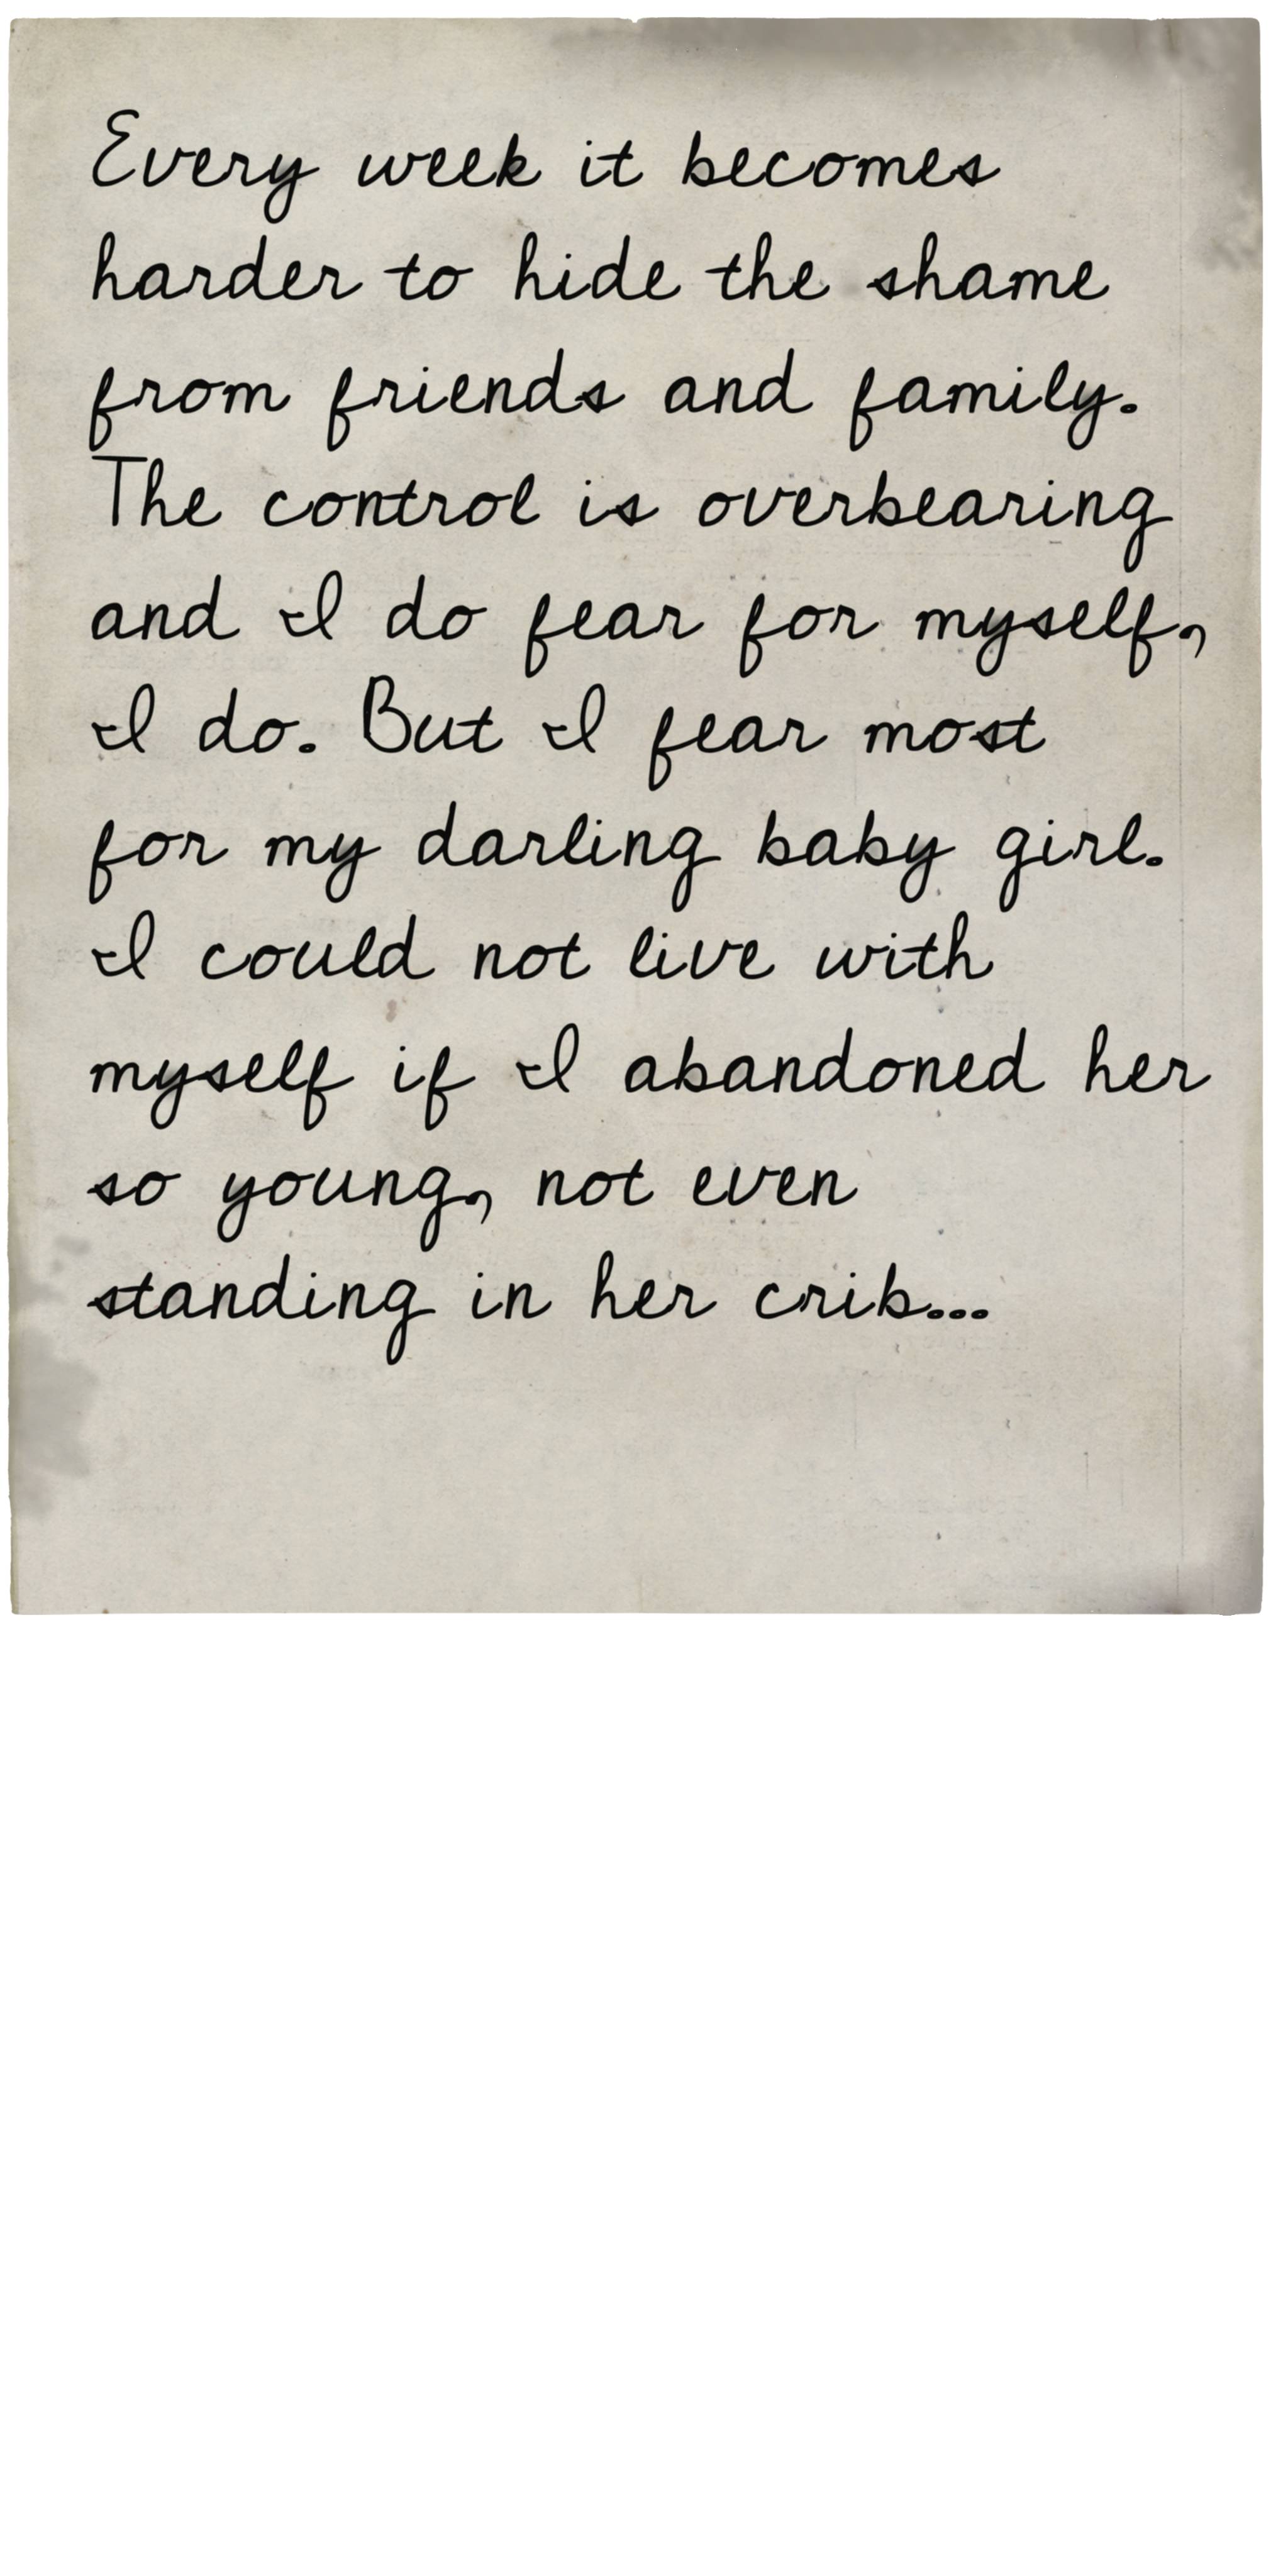 Every week it becomes
harder to hide the shame
from friends and family.
The control is overbearing
and I do fear for myself,
I do. But I fear most
for my darling baby girl.
I could not live with
myself if I abandoned her
so young, not even
standing in her crib...